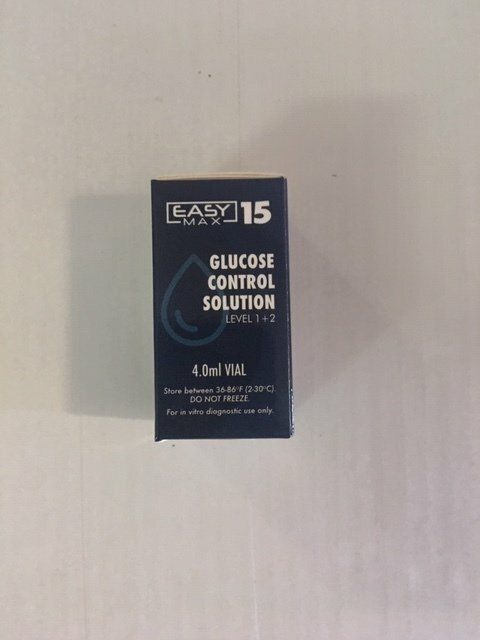 EASY MAX 15
GLUCOSE
CONTROL
SOLUTION
LEVEL 1+2
4.0ml VIAL
Store between 36-86°F (2-30°C).
DO NOT FREEZE.
For in vitro diagnostic use only.